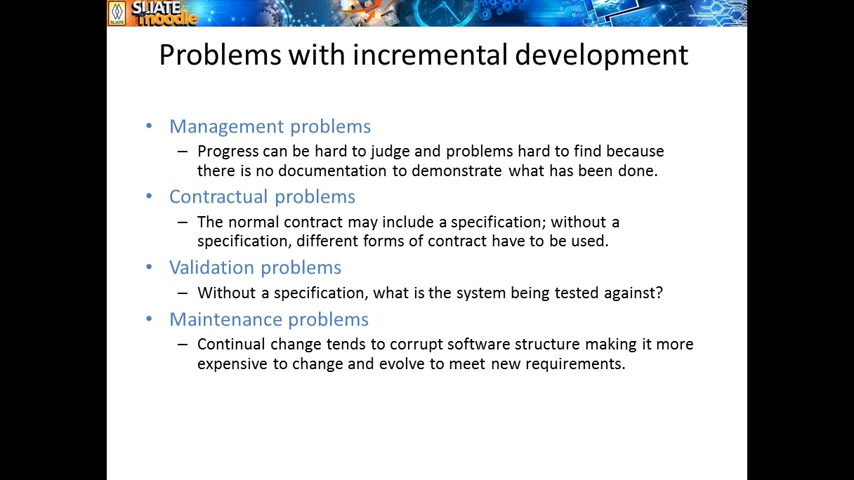 SLIATE
moodle
SLIATE
Problems with incremental development
• Management problems
– Progress can be hard to judge and problems hard to find because
there is no documentation to demonstrate what has been done.
• Contractual problems
– The normal contract may include a specification; without a
specification, different forms of contract have to be used.
• Validation problems
– Without a specification, what is the system being tested against?
• Maintenance problems
– Continual change tends to corrupt software structure making it more
expensive to change and evolve to meet new requirements.